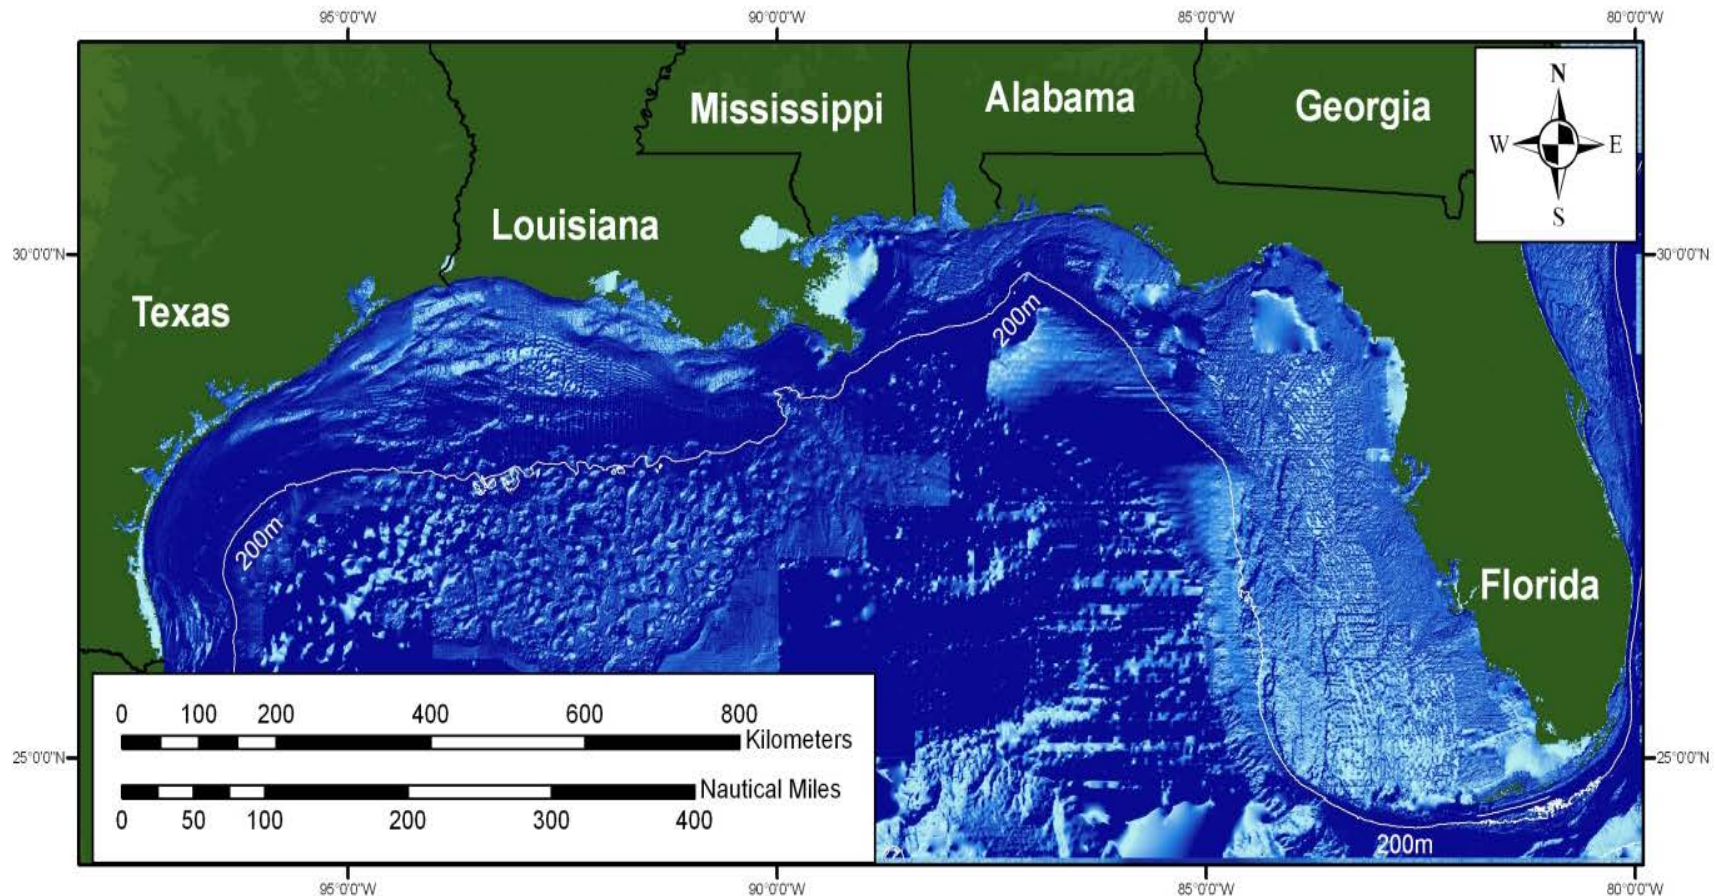 95°0'0"W 90°0'0"W 85°0'0"W 80°0'0"W
N
Mississippi Alabama Georgia
W E
S
Louisiana
30°0'0"N 30°0'0"N
Texas
200m
200m
Florida
0 100 200 400 600 800
Kilometers
25°0'0"N 25°0'0"N
Nautical Miles
0 50 100 200 300 400
200m
95°0'0"W 90°0'0"W 85°0'0"W 80°0'0"W